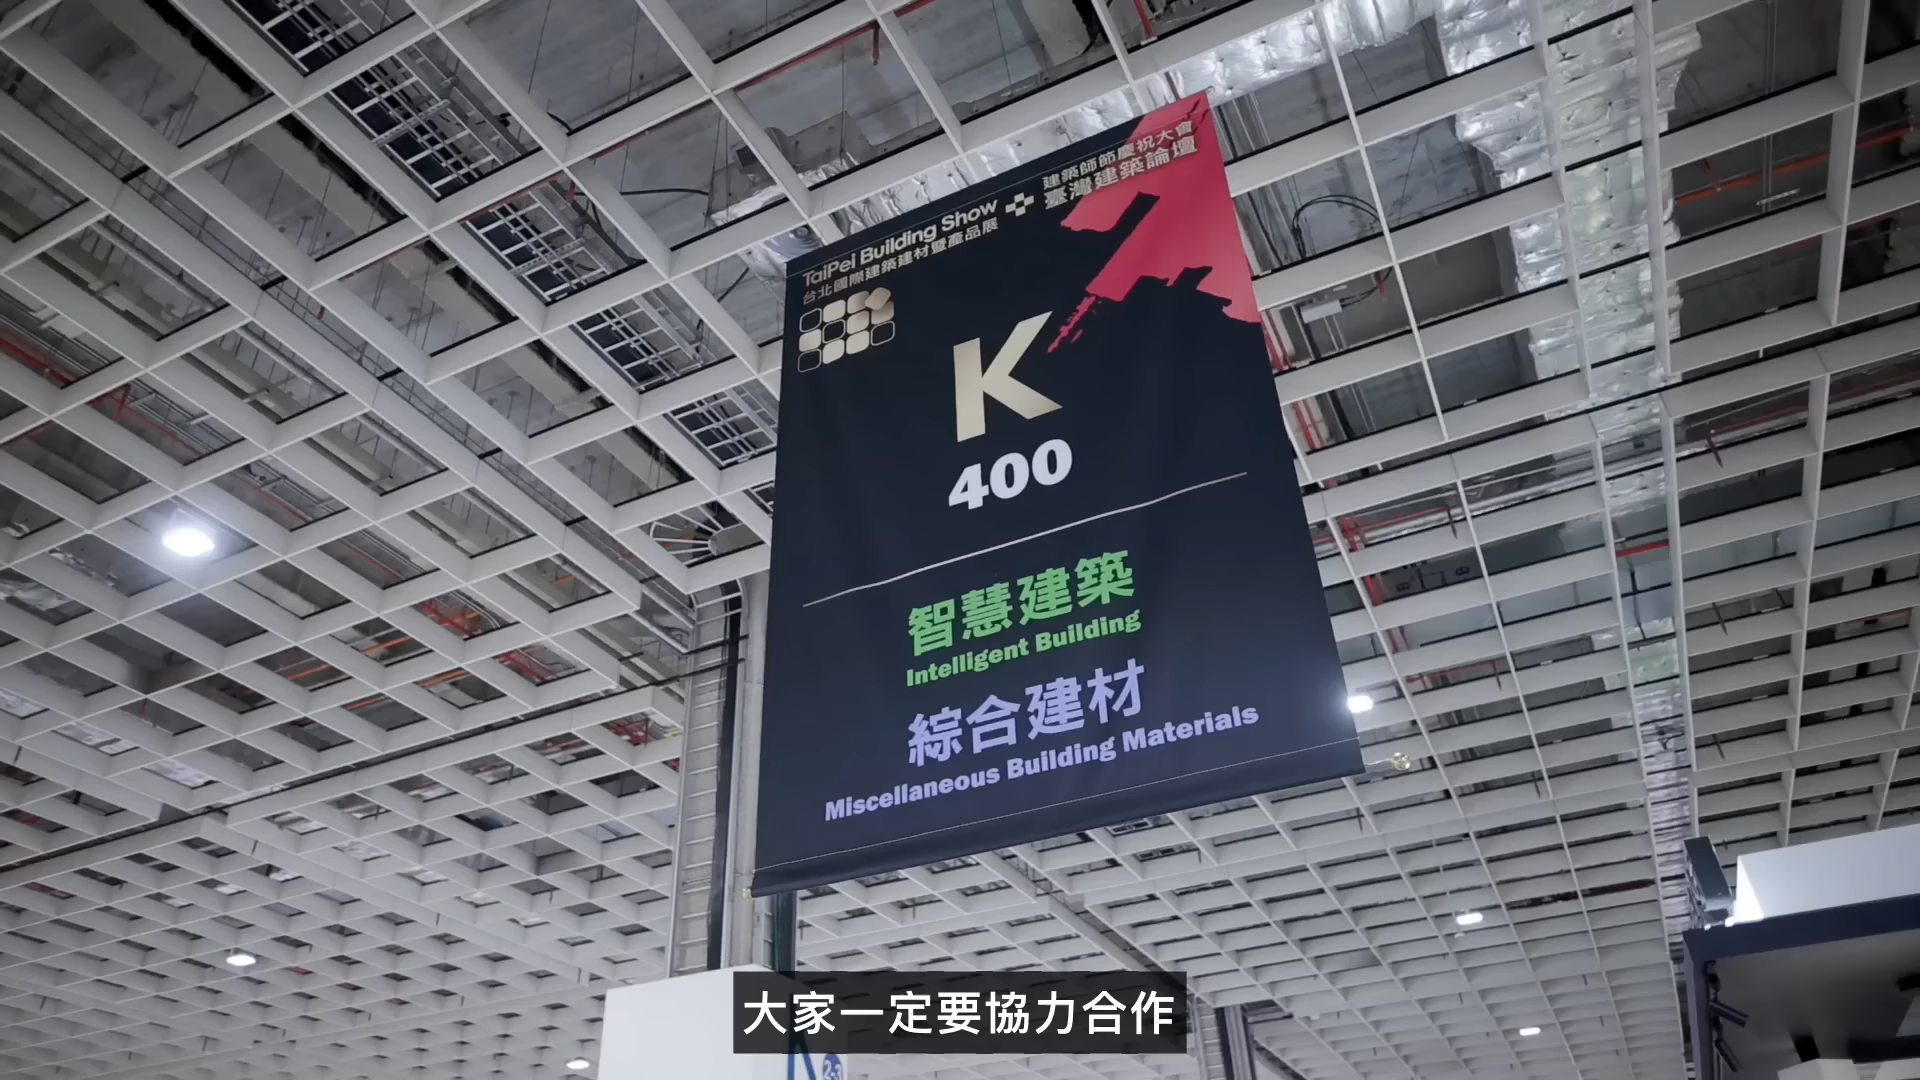 TaiPei Building Show
台北國際建築建材暨產品展
建築師節慶祝大會
臺灣建築論壇
K
400
智慧建築
Intelligent Building
綜合建材
Miscellaneous Building Materials
大家一定要協力合作
23